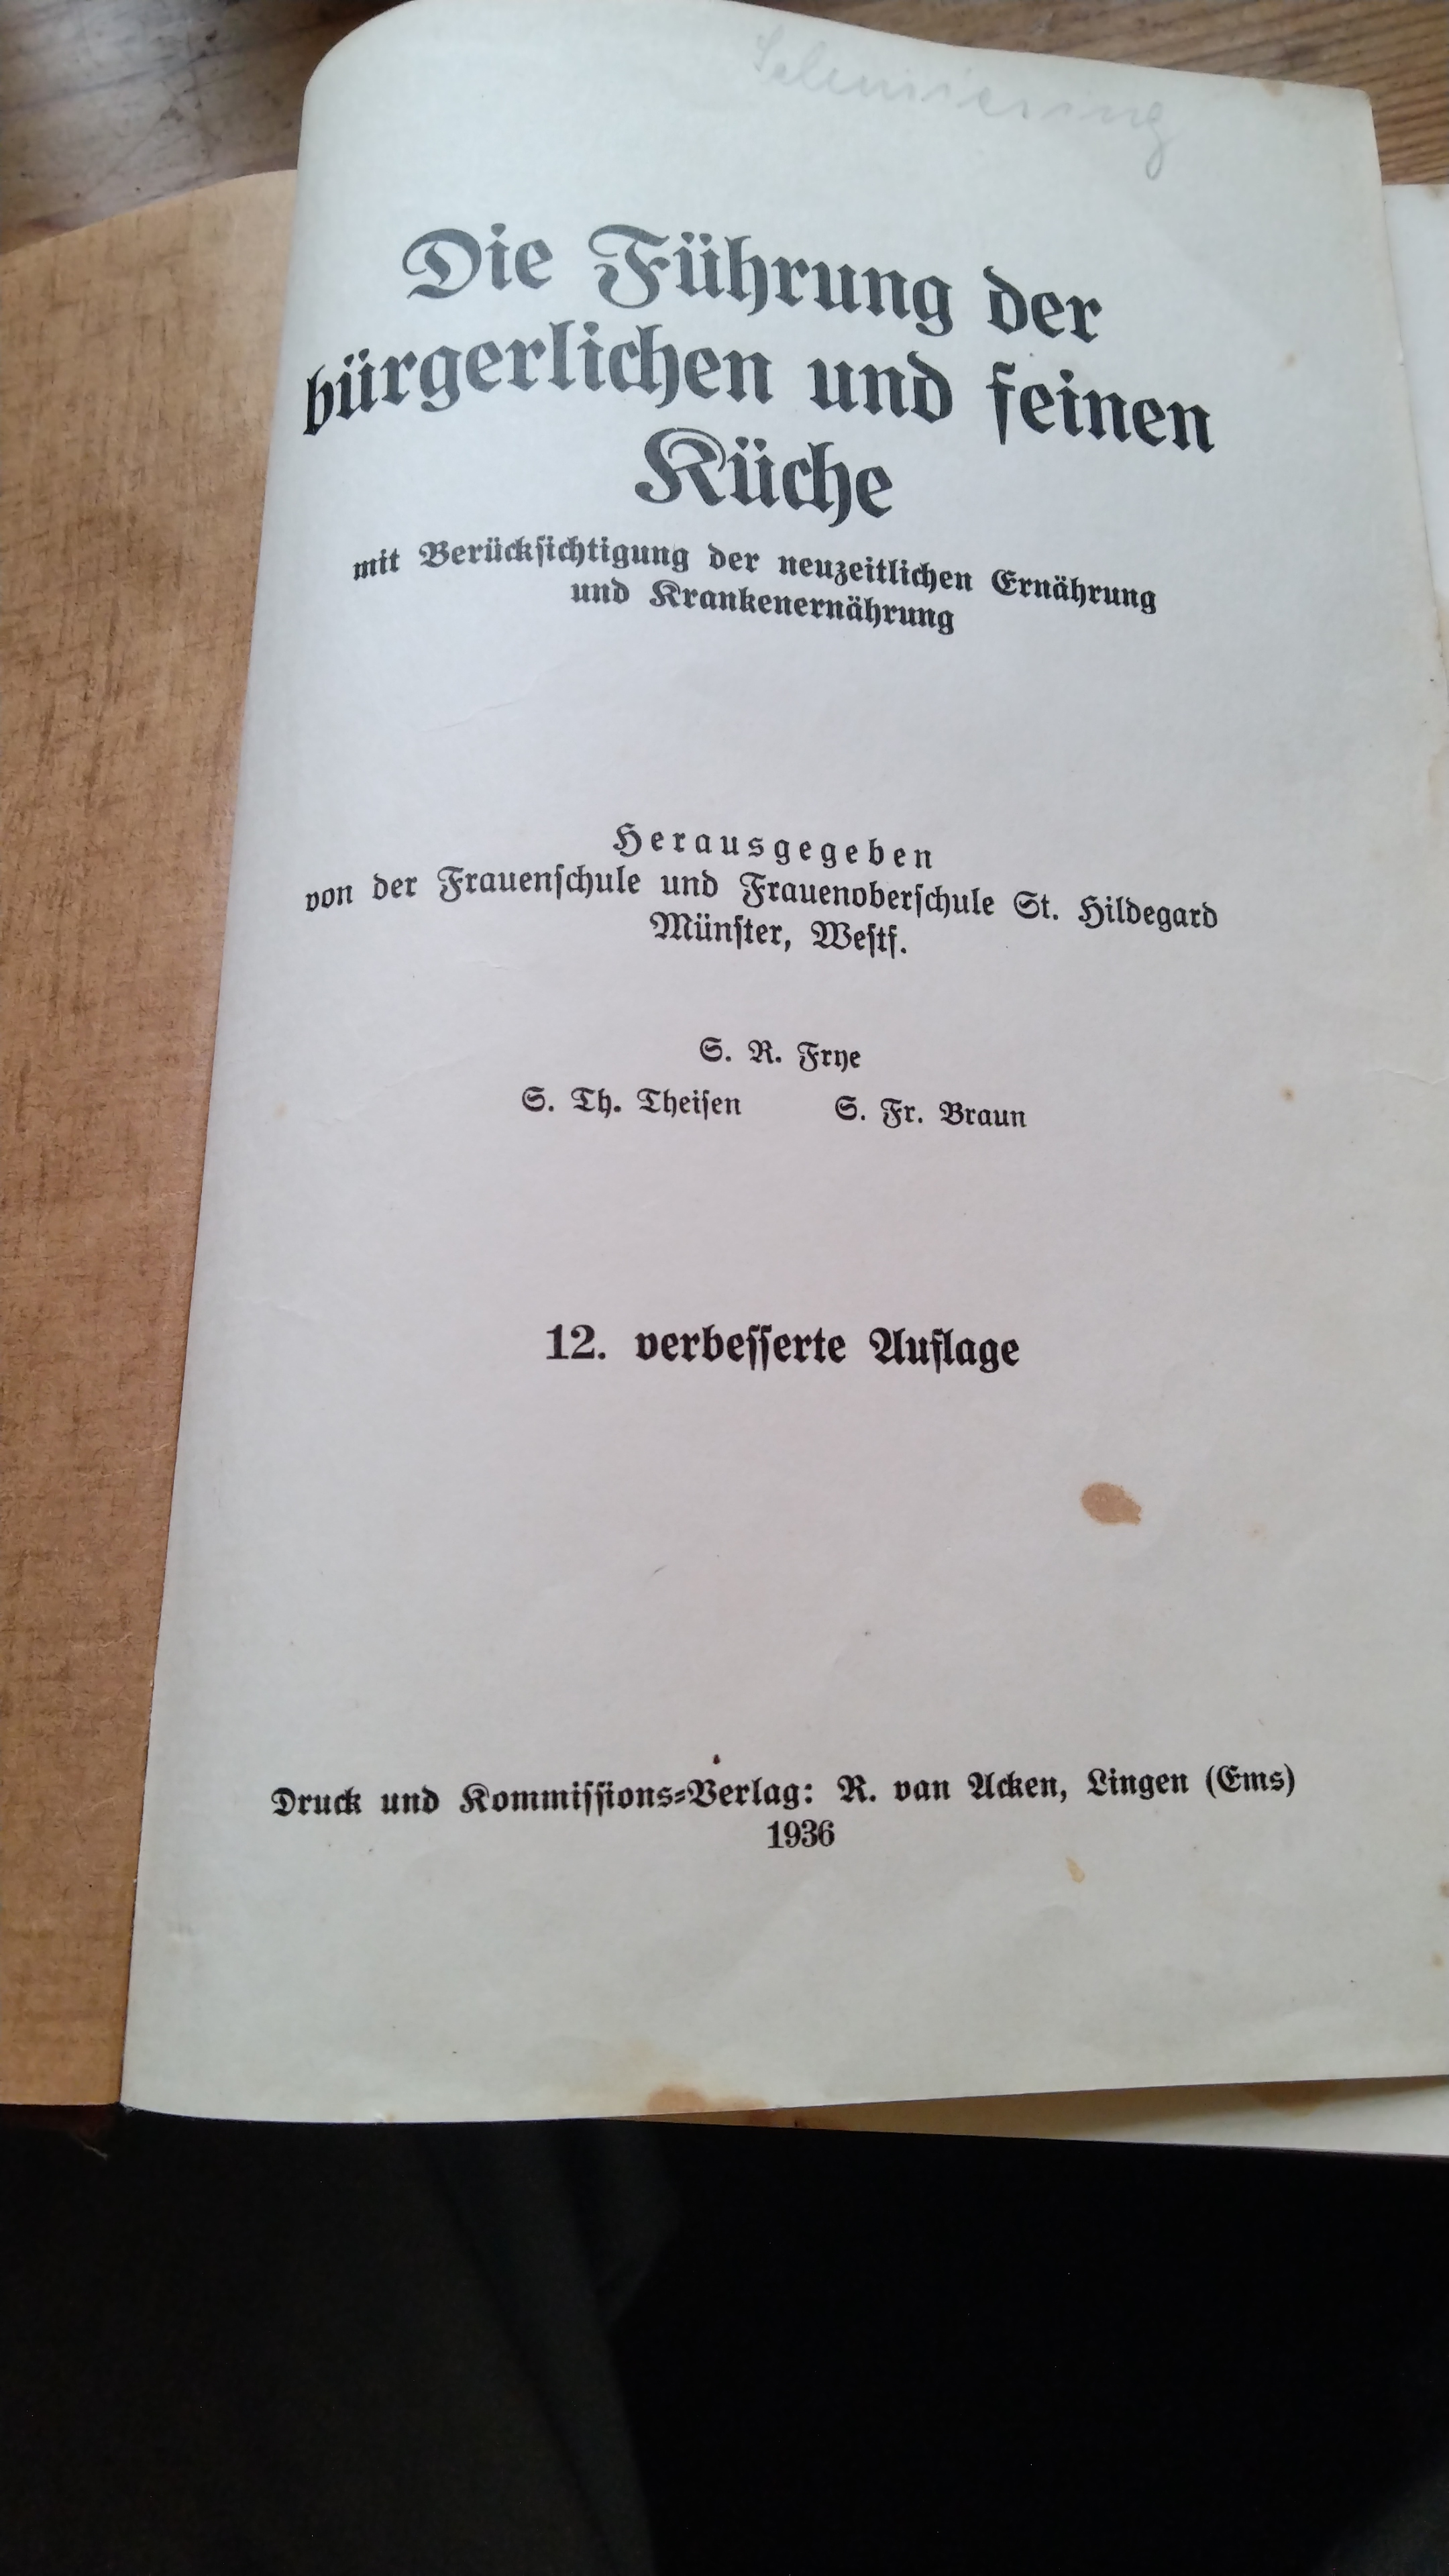 Die Führung der
bürgerlichen und feinen
Küche
mit Berückſichtigung der neuzeitlichen Ernährung
und Krankenernährung
Herausgegeben
von der Frauenſchule und Frauenoberſchule St. Hildegard
Münſter, Weſtf.
S. R. Frye
S. Th. Theiſen S. Fr. Braun
12. verbeſſerte Auflage
Druck und Kommiſſions-Verlag: R. van Acken, Lingen (Ems)
1936